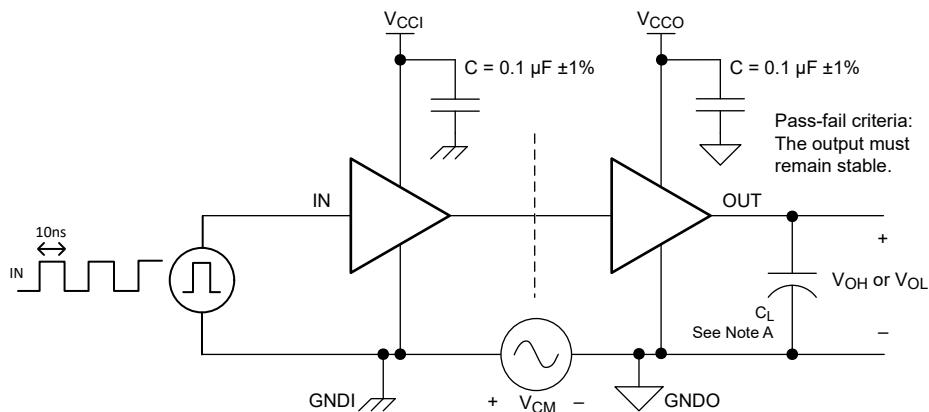 VCCI
VCCO
C = 0.1 µF ±1%
C = 0.1 µF ±1%
Pass-fail criteria:
The output must
remain stable.
IN
OUT
10ns
IN
+
VOH or VOL
CL
See Note A
–
GNDI
+ VCM –
GNDO